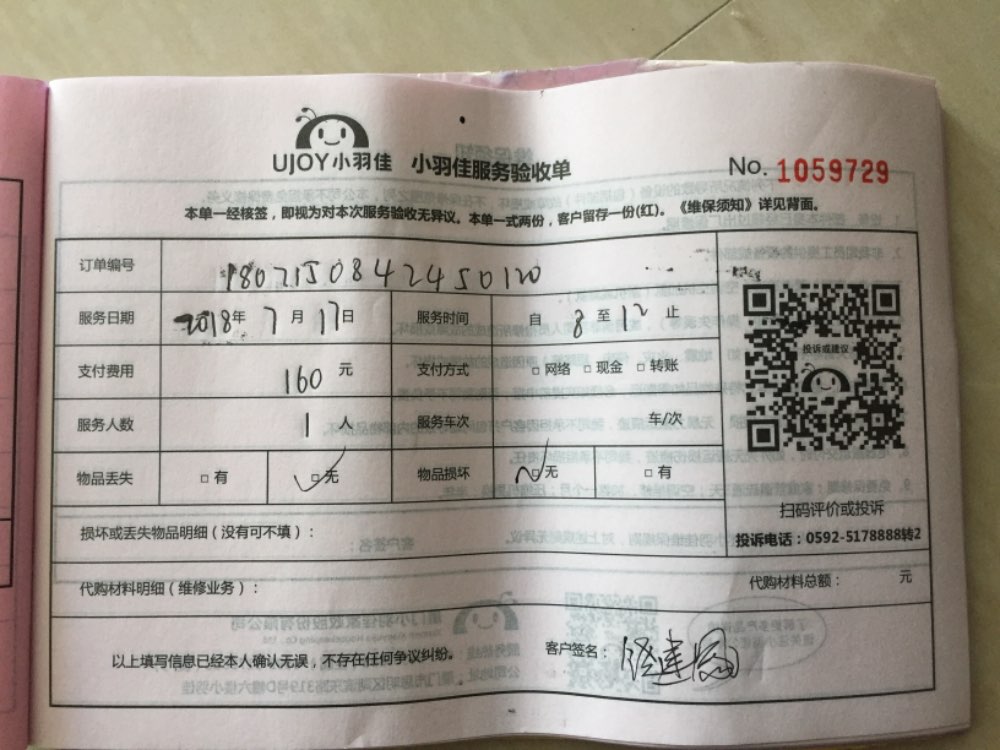 UJOY小羽佳 小羽佳服务验收单 No. 1059729
本单一经核签，即视为对本次服务验收无异议。本单一式两份，客户留存一份(红)。《维保须知》详见背面。
订单编号 1802150842450120
服务日期 2018年7月17日 服务时间 自8至12止
支付费用 160元 支付方式 □网络 □现金 □转账
服务人数 1人 服务车次 车/次
物品丢失 □有 □无 物品损坏 □无 □有
投诉或建议
扫码评价或投诉
投诉电话：0592-5178888转2
损坏或丢失物品明细（没有可不填）：
代购材料明细（维修业务）： 代购材料总额： 元
以上填写信息已经本人确认无误，不存在任何争议纠纷。 客户签名：